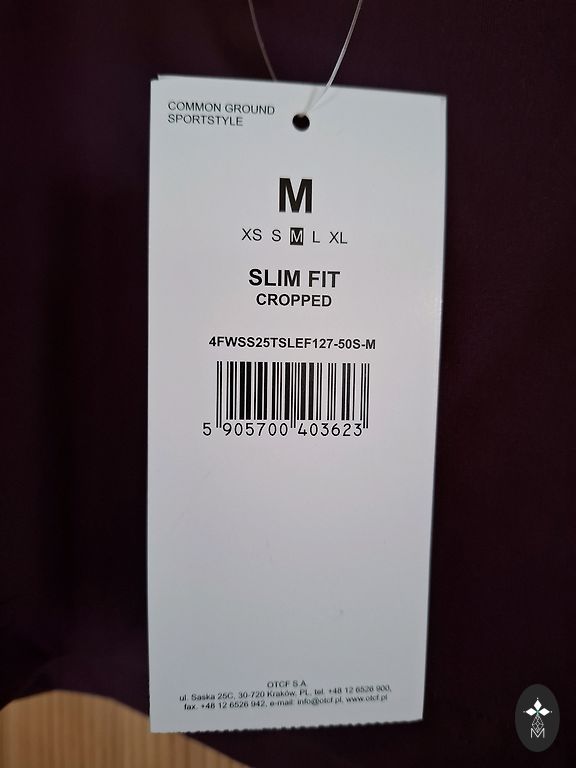 COMMON GROUND
SPORTSTYLE
M
XS S M L XL
SLIM FIT
CROPPED
4FWSS25TSLEF127-50S-M
5 905700 403623
OTCF S.A.
ul. Saska 25C, 30-720 Kraków, PL, tel. +48 12 6526 900,
fax. +48 12 6526 942, e-mail: info@otcf.pl, www.otcf.pl
M